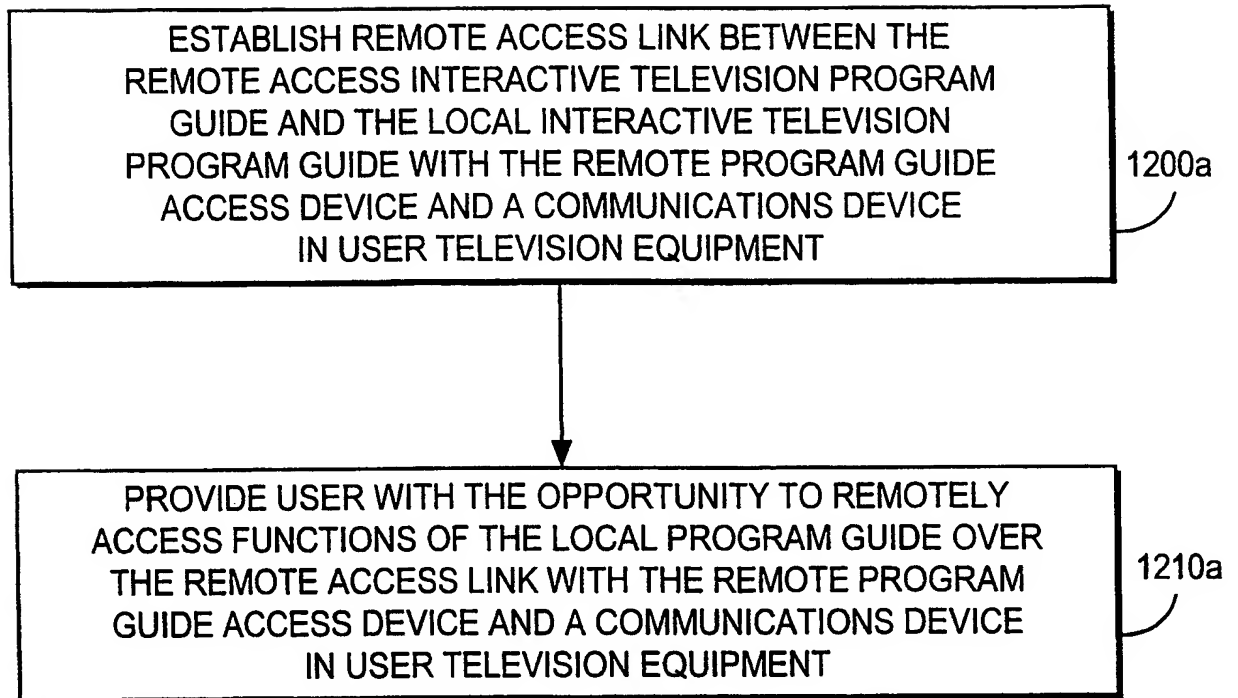 ESTABLISH REMOTE ACCESS LINK BETWEEN THE
REMOTE ACCESS INTERACTIVE TELEVISION PROGRAM
GUIDE AND THE LOCAL INTERACTIVE TELEVISION
PROGRAM GUIDE WITH THE REMOTE PROGRAM GUIDE
ACCESS DEVICE AND A COMMUNICATIONS DEVICE
IN USER TELEVISION EQUIPMENT
1200a
PROVIDE USER WITH THE OPPORTUNITY TO REMOTELY
ACCESS FUNCTIONS OF THE LOCAL PROGRAM GUIDE OVER
THE REMOTE ACCESS LINK WITH THE REMOTE PROGRAM
GUIDE ACCESS DEVICE AND A COMMUNICATIONS DEVICE
IN USER TELEVISION EQUIPMENT
1210a